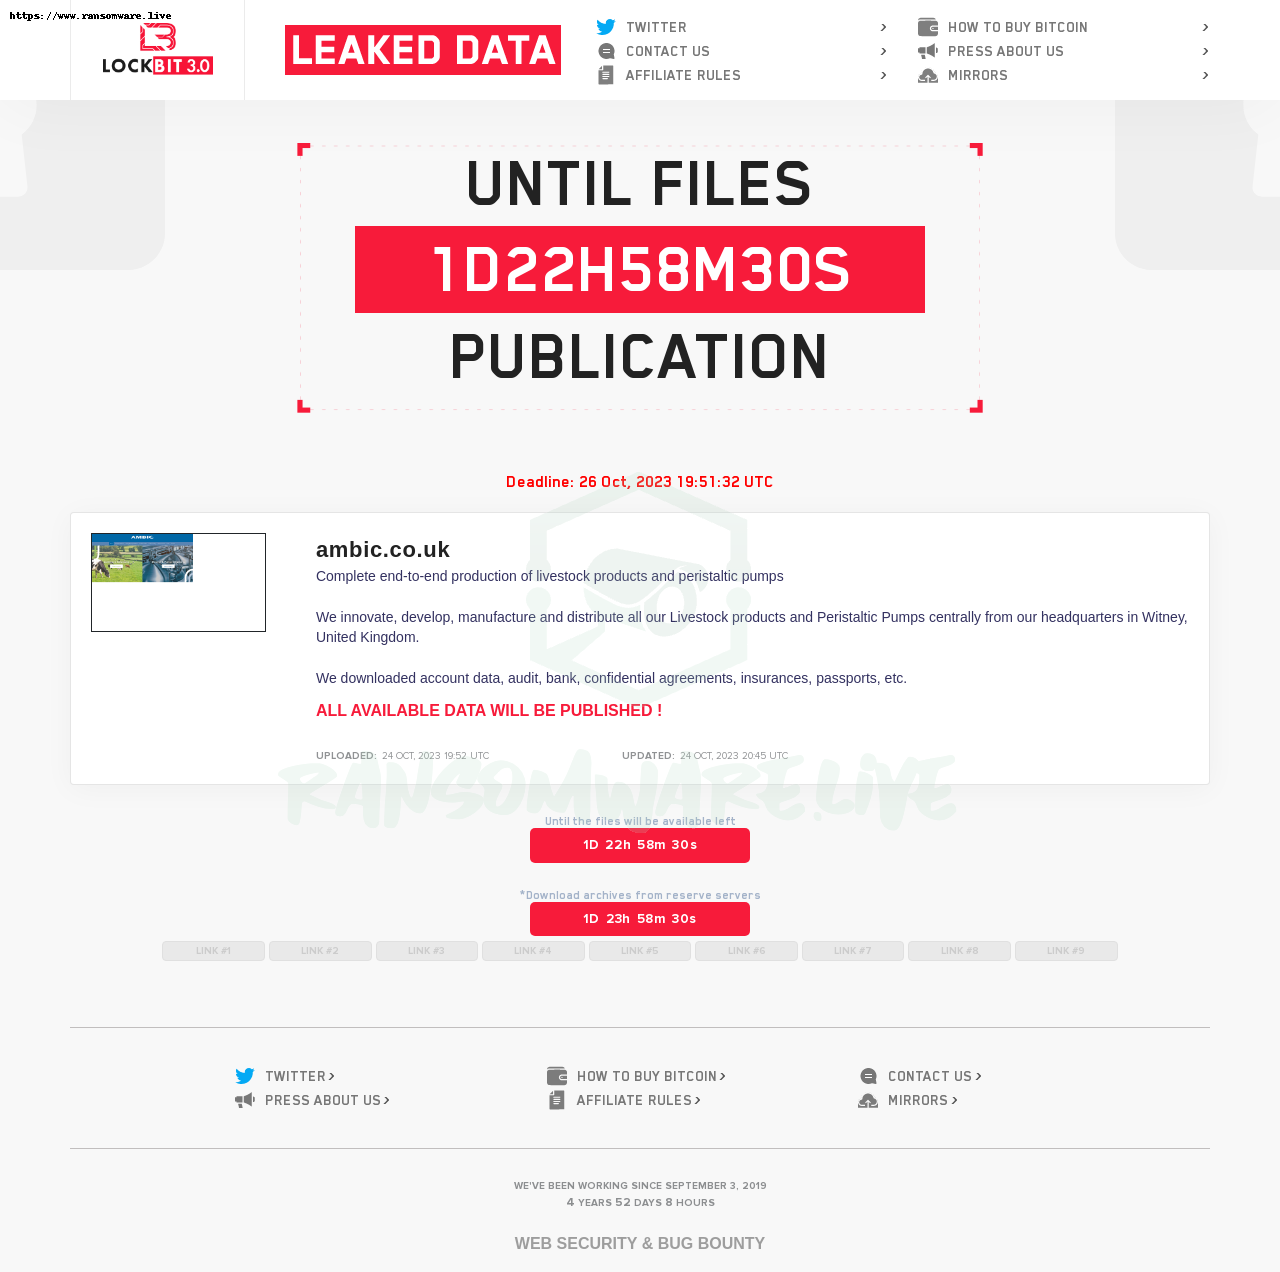 https://www.ransomware.live
LOCKBIT 3.0
LEAKED DATA
TWITTER
CONTACT US
AFFILIATE RULES
HOW TO BUY BITCOIN
PRESS ABOUT US
MIRRORS
UNTIL FILES
1D22H58M30S
PUBLICATION
Deadline: 26 Oct, 2023 19:51:32 UTC
AMBIC.
ambic.co.uk
Complete end-to-end production of livestock products and peristaltic pumps
We innovate, develop, manufacture and distribute all our Livestock products and Peristaltic Pumps centrally from our headquarters in Witney,
United Kingdom.
We downloaded account data, audit, bank, confidential agreements, insurances, passports, etc.
ALL AVAILABLE DATA WILL BE PUBLISHED !
UPLOADED: 24 OCT, 2023 19:52 UTC UPDATED: 24 OCT, 2023 20:45 UTC
RANSOMWARE.LIVE
Until the files will be available left
1D 22h 58m 30s
*Download archives from reserve servers
1D 23h 58m 30s
LINK #1 LINK #2 LINK #3 LINK #4 LINK #5 LINK #6 LINK #7 LINK #8 LINK #9
TWITTER HOW TO BUY BITCOIN CONTACT US
PRESS ABOUT US AFFILIATE RULES MIRRORS
WE'VE BEEN WORKING SINCE SEPTEMBER 3, 2019
4 YEARS 52 DAYS 8 HOURS
WEB SECURITY & BUG BOUNTY